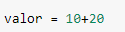 valor = 10+20